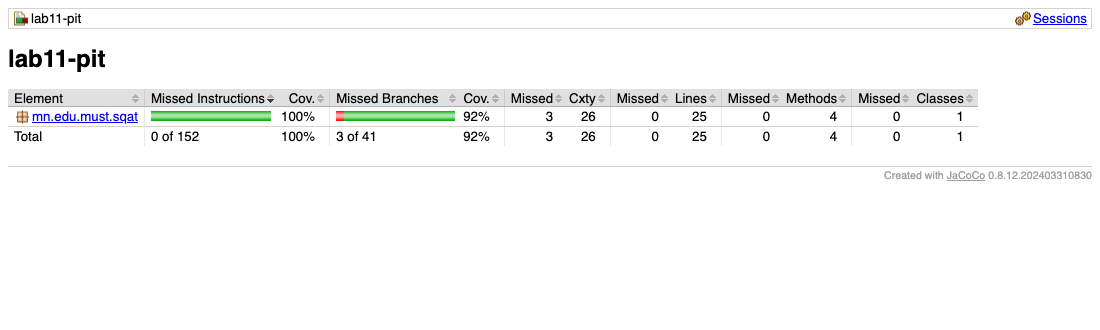 lab11-pit Sessions
lab11-pit
Element Missed Instructions Cov. Missed Branches Cov. Missed Cxty Missed Lines Missed Methods Missed Classes
mn.edu.must.sqat 100% 92% 3 26 0 25 0 4 0 1
Total 0 of 152 100% 3 of 41 92% 3 26 0 25 0 4 0 1
Created with JaCoCo 0.8.12.202403310830